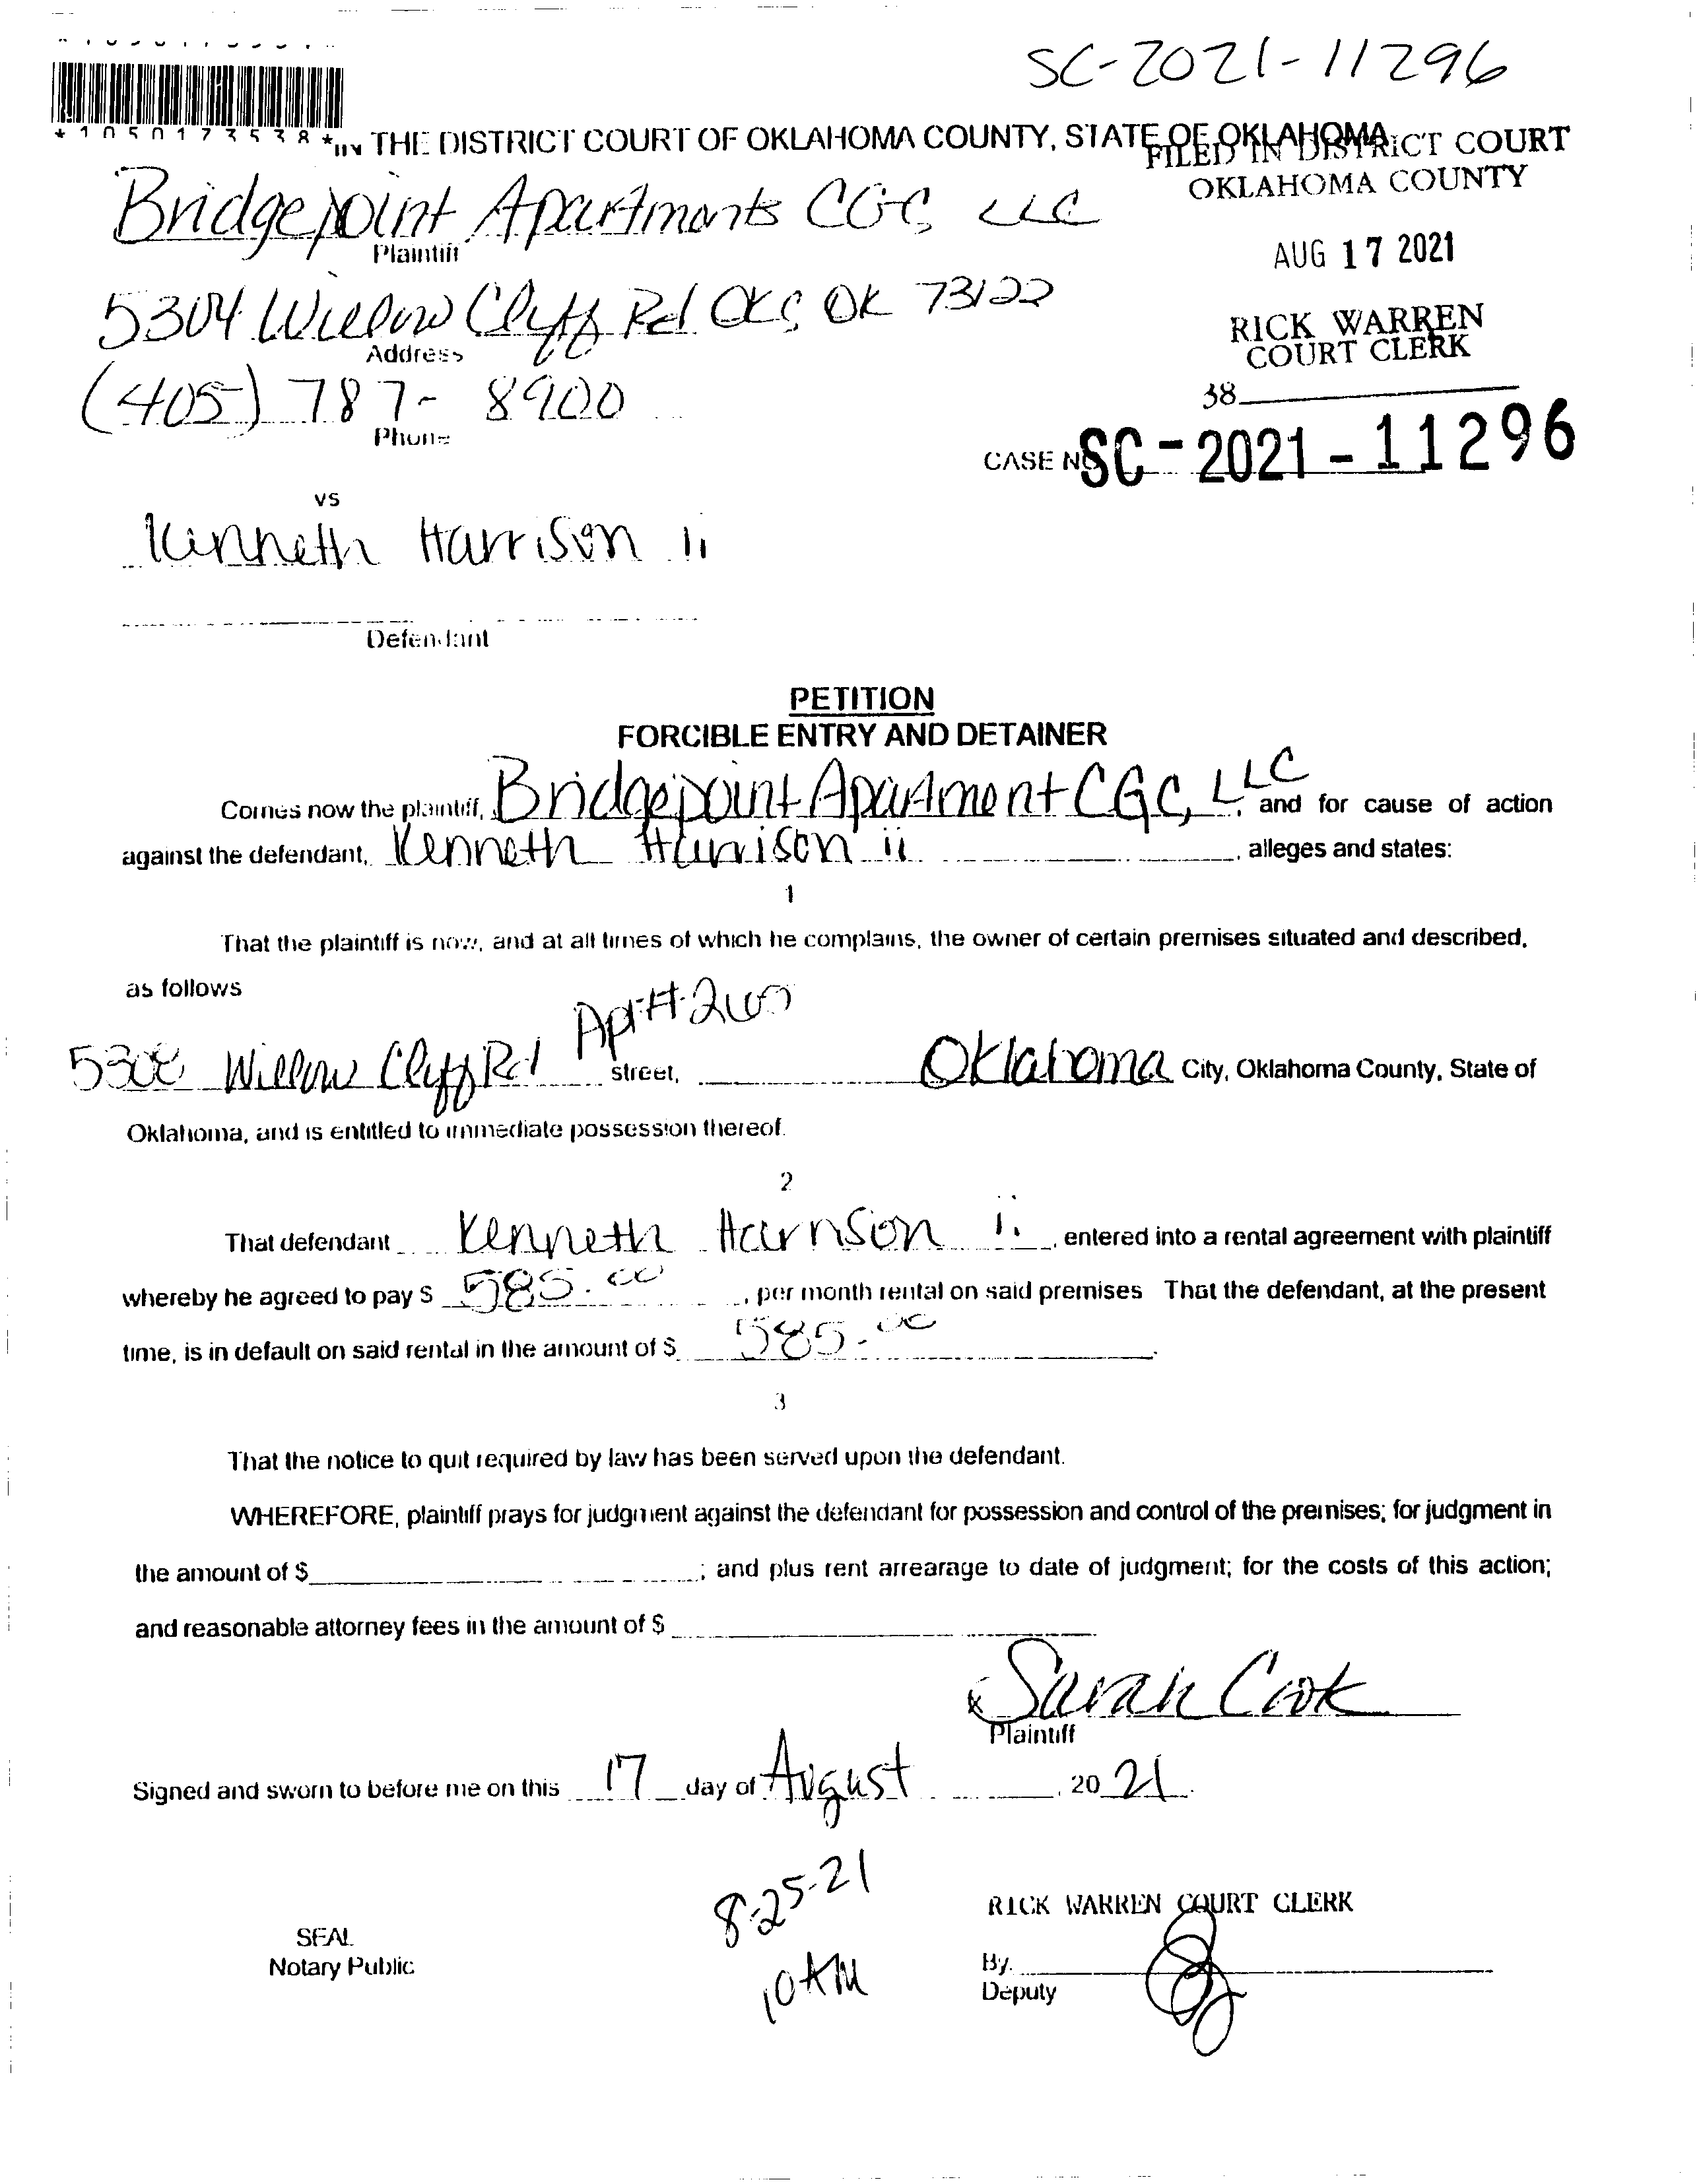 SC-2021-11296
*1050173538*
IN THE DISTRICT COURT OF OKLAHOMA COUNTY, STATE OF OKLAHOMA
FILED IN DISTRICT COURT
OKLAHOMA COUNTY
Bridgepoint Apartments CGC, LLC
Plaintiff
AUG 17 2021
5304 Willow Cliff Rd OKC, OK 73122
Address
RICK WARREN
COURT CLERK
(405) 787-8900
Phone
38
CASE NO SC-2021-11296
vs
Kenneth Harrison ii
Defendant
PETITION
FORCIBLE ENTRY AND DETAINER
Comes now the plaintiff, Bridgepoint Apartment CGC, LLC, and for cause of action
against the defendant, Kenneth Harrison ii, alleges and states:
1
That the plaintiff is now, and at all times of which he complains, the owner of certain premises situated and described,
as follows
Apt#
Willow Cliff Rd street, Oklahoma City, Oklahoma County, State of
Oklahoma, and is entitled to immediate possession thereof.
2
That defendant Kenneth Harrison ii, entered into a rental agreement with plaintiff
whereby he agreed to pay $ 585.00, per month rental on said premises That the defendant, at the present
time, is in default on said rental in the amount of $ 585.00.
3
That the notice to quit required by law has been served upon the defendant.
WHEREFORE, plaintiff prays for judgment against the defendant for possession and control of the premises; for judgment in
the amount of $ ; and plus rent arrearage to date of judgment; for the costs of this action;
and reasonable attorney fees in the amount of $
x Sarah Cook
Plaintiff
Signed and sworn to before me on this 17 day of August, 2021.
8-25-21
10 AM
RICK WARREN COURT CLERK
SEAL
Notary Public
By.
Deputy